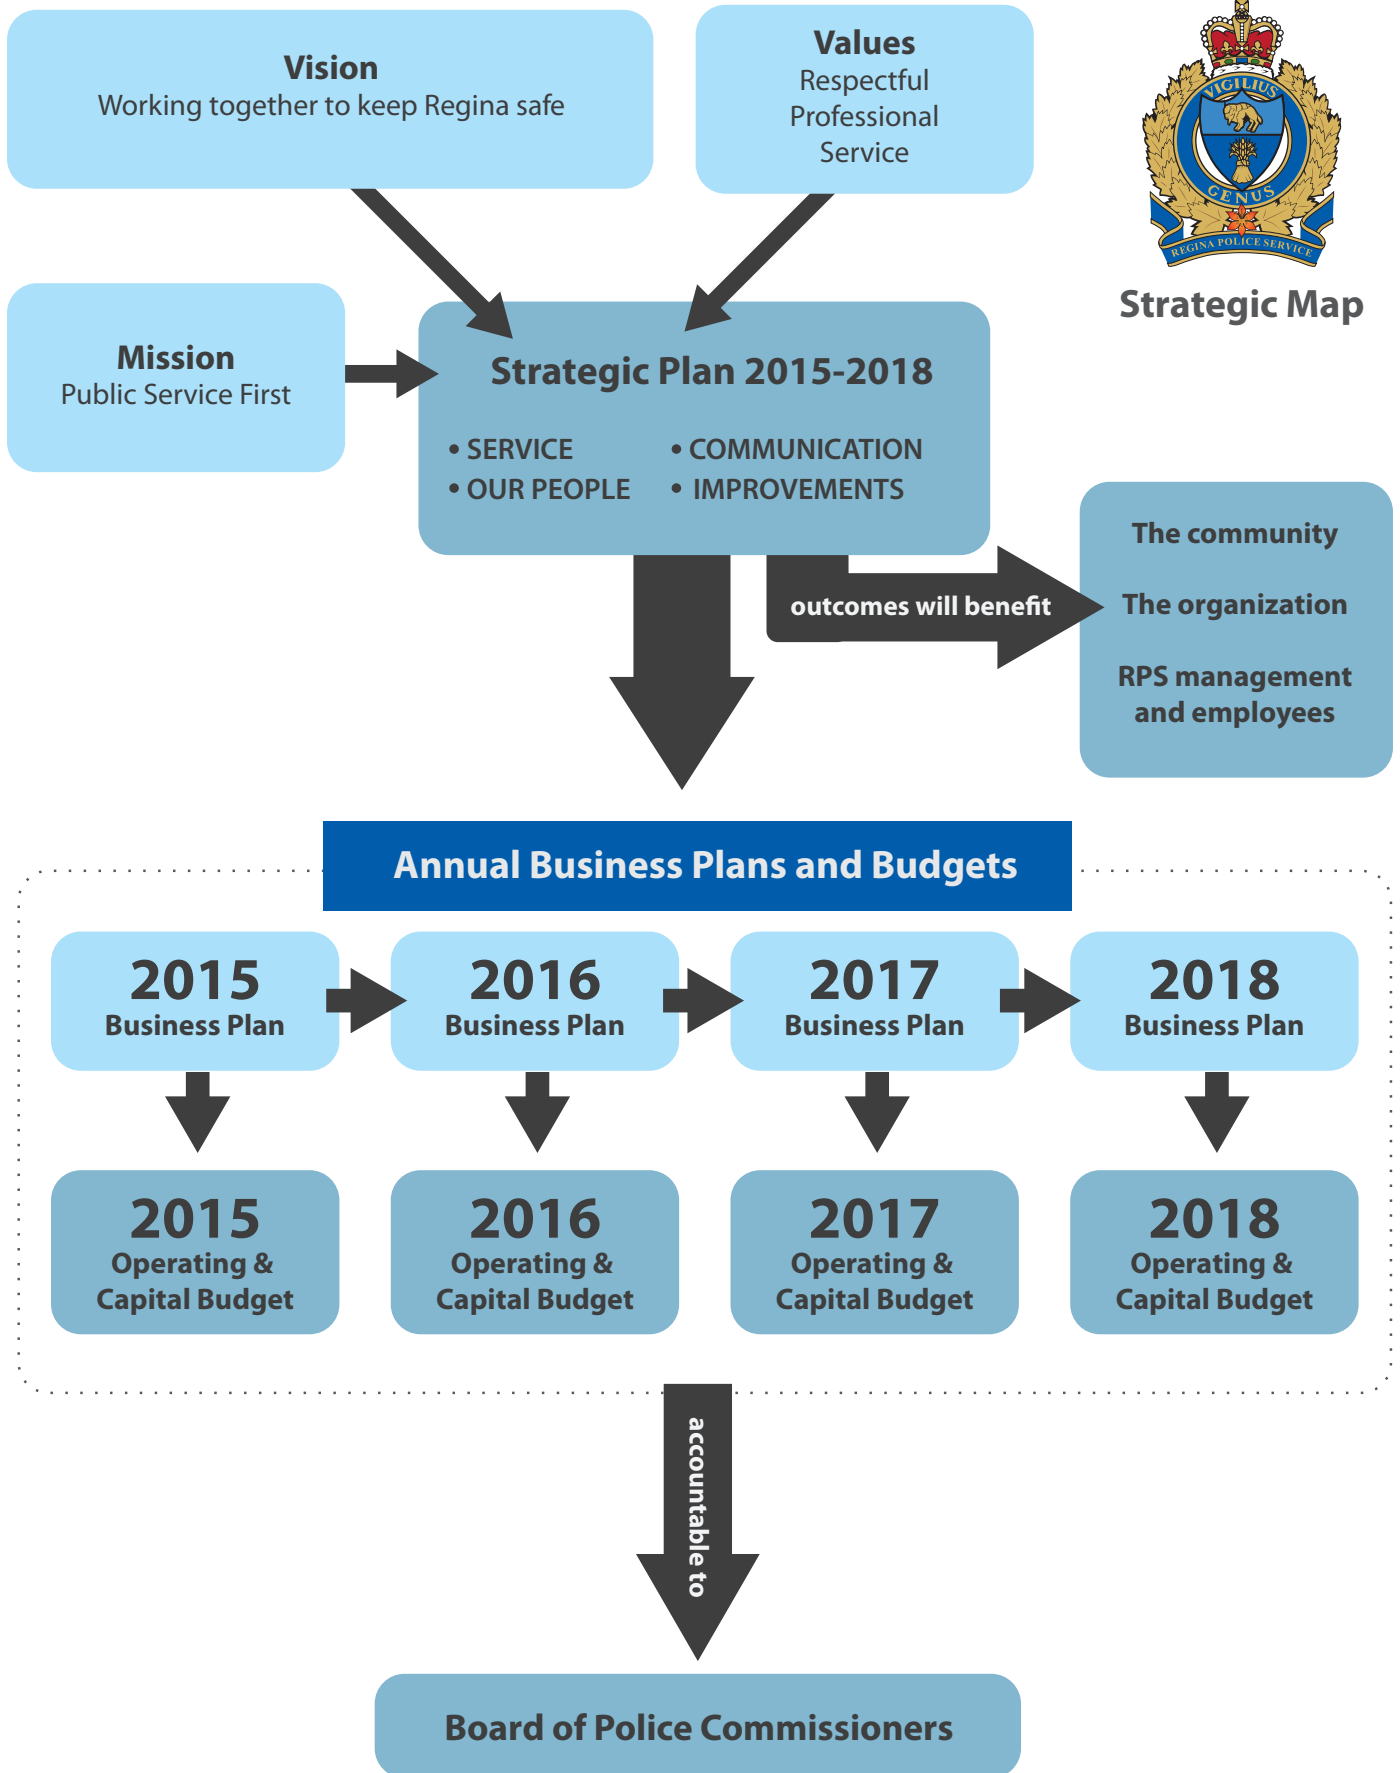 Vision
Working together to keep Regina safe
Values
Respectful
Professional
Service
VIGILIUS
GENUS
REGINA POLICE SERVICE
Strategic Map
Mission
Public Service First
Strategic Plan 2015-2018
• SERVICE
• COMMUNICATION
• OUR PEOPLE
• IMPROVEMENTS
outcomes will benefit
The community
The organization
RPS management
and employees
Annual Business Plans and Budgets
2015
Business Plan
2016
Business Plan
2017
Business Plan
2018
Business Plan
2015
Operating &
Capital Budget
2016
Operating &
Capital Budget
2017
Operating &
Capital Budget
2018
Operating &
Capital Budget
accountable to
Board of Police Commissioners